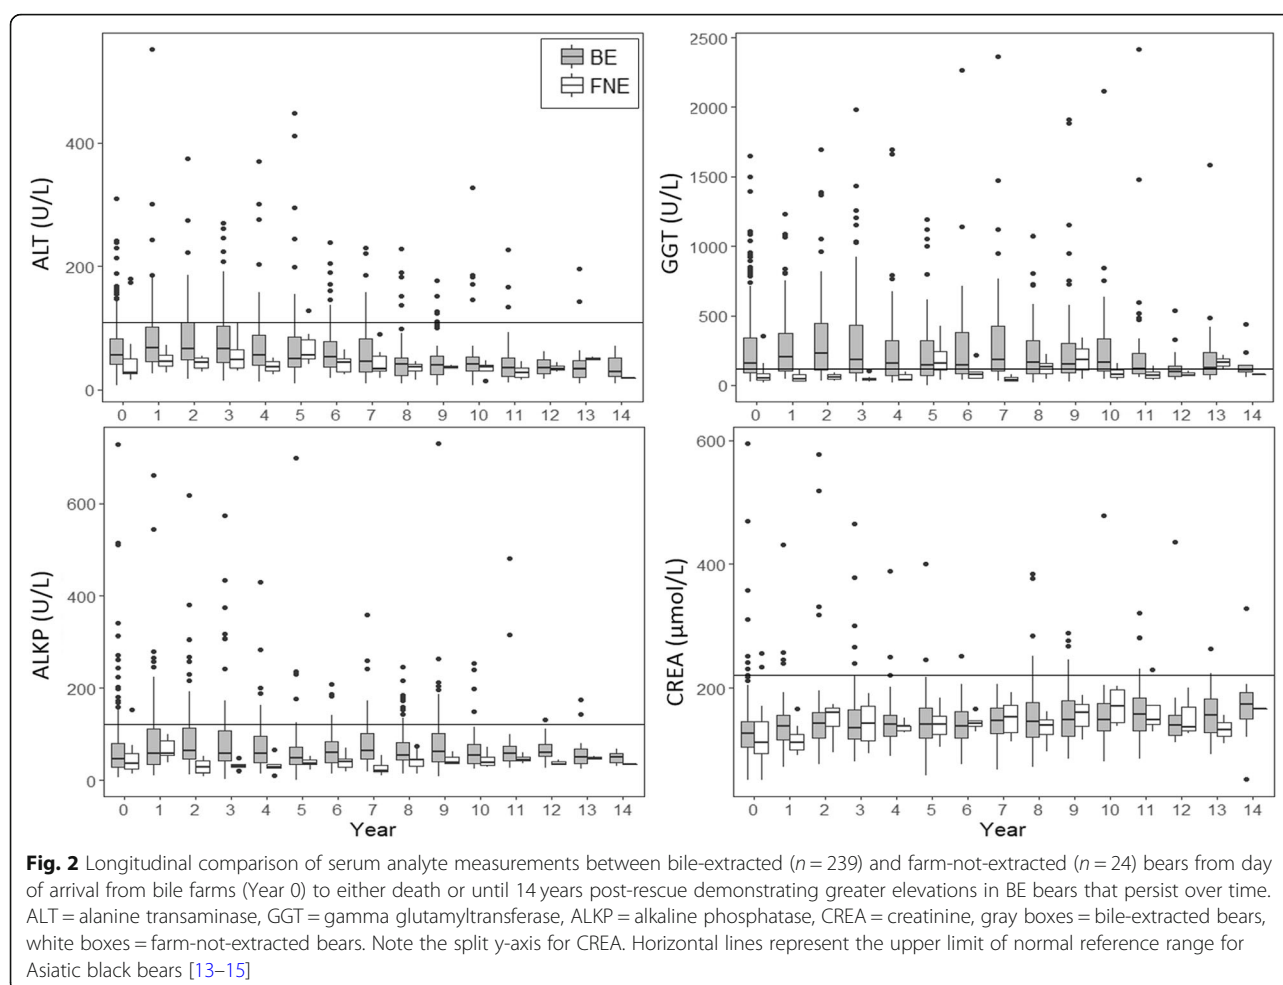 BE
FNE
ALT (U/L)
400
200
0
0 1 2 3 4 5 6 7 8 9 10 11 12 13 14
GGT (U/L)
2500
2000
1500
1000
500
0
0 1 2 3 4 5 6 7 8 9 10 11 12 13 14
ALKP (U/L)
600
400
200
0
0 1 2 3 4 5 6 7 8 9 10 11 12 13 14
Year
CREA (μmol/L)
600
400
200
0 1 2 3 4 5 6 7 8 9 10 11 12 13 14
Year
Fig. 2 Longitudinal comparison of serum analyte measurements between bile-extracted (n = 239) and farm-not-extracted (n = 24) bears from day
of arrival from bile farms (Year 0) to either death or until 14 years post-rescue demonstrating greater elevations in BE bears that persist over time.
ALT = alanine transaminase, GGT = gamma glutamyltransferase, ALKP = alkaline phosphatase, CREA = creatinine, gray boxes = bile-extracted bears,
white boxes = farm-not-extracted bears. Note the split y-axis for CREA. Horizontal lines represent the upper limit of normal reference range for
Asiatic black bears [13–15]